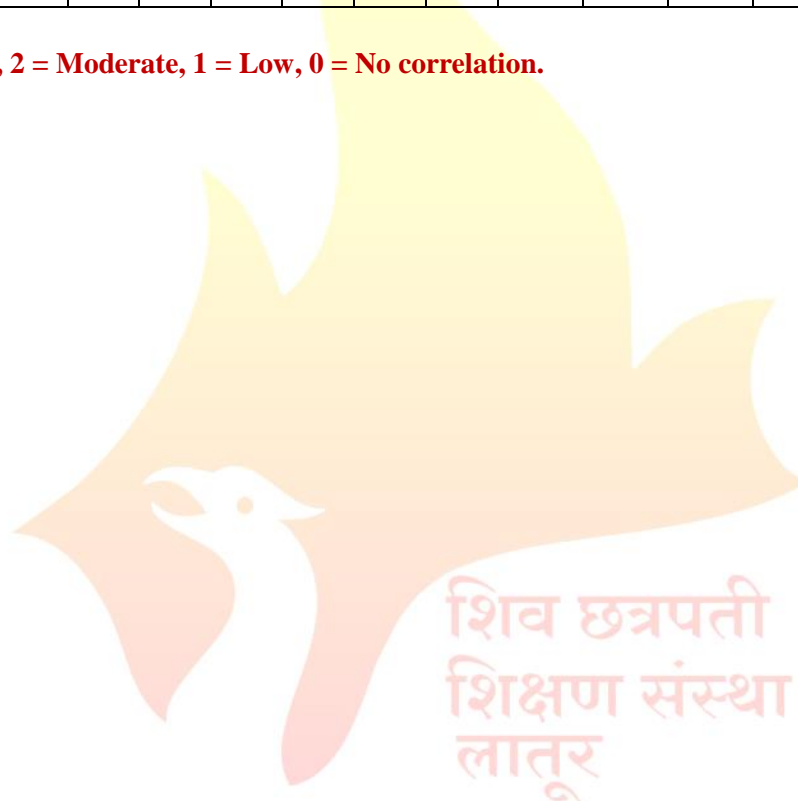 , 2 = Moderate, 1 = Low, 0 = No correlation.
शिव छत्रपती
शिक्षण संस्था
लातूर